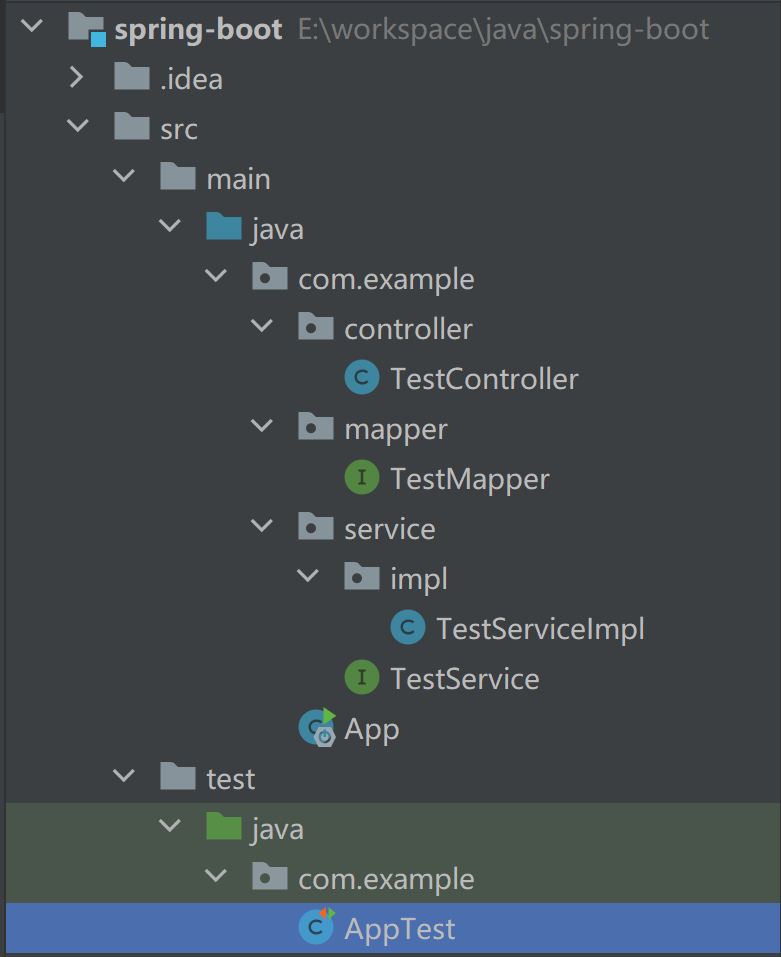 spring-boot E:\workspace\java\spring-boot
.idea
src
main
java
com.example
controller
C TestController
mapper
I TestMapper
service
impl
C TestServiceImpl
I TestService
C App
test
java
com.example
C AppTest